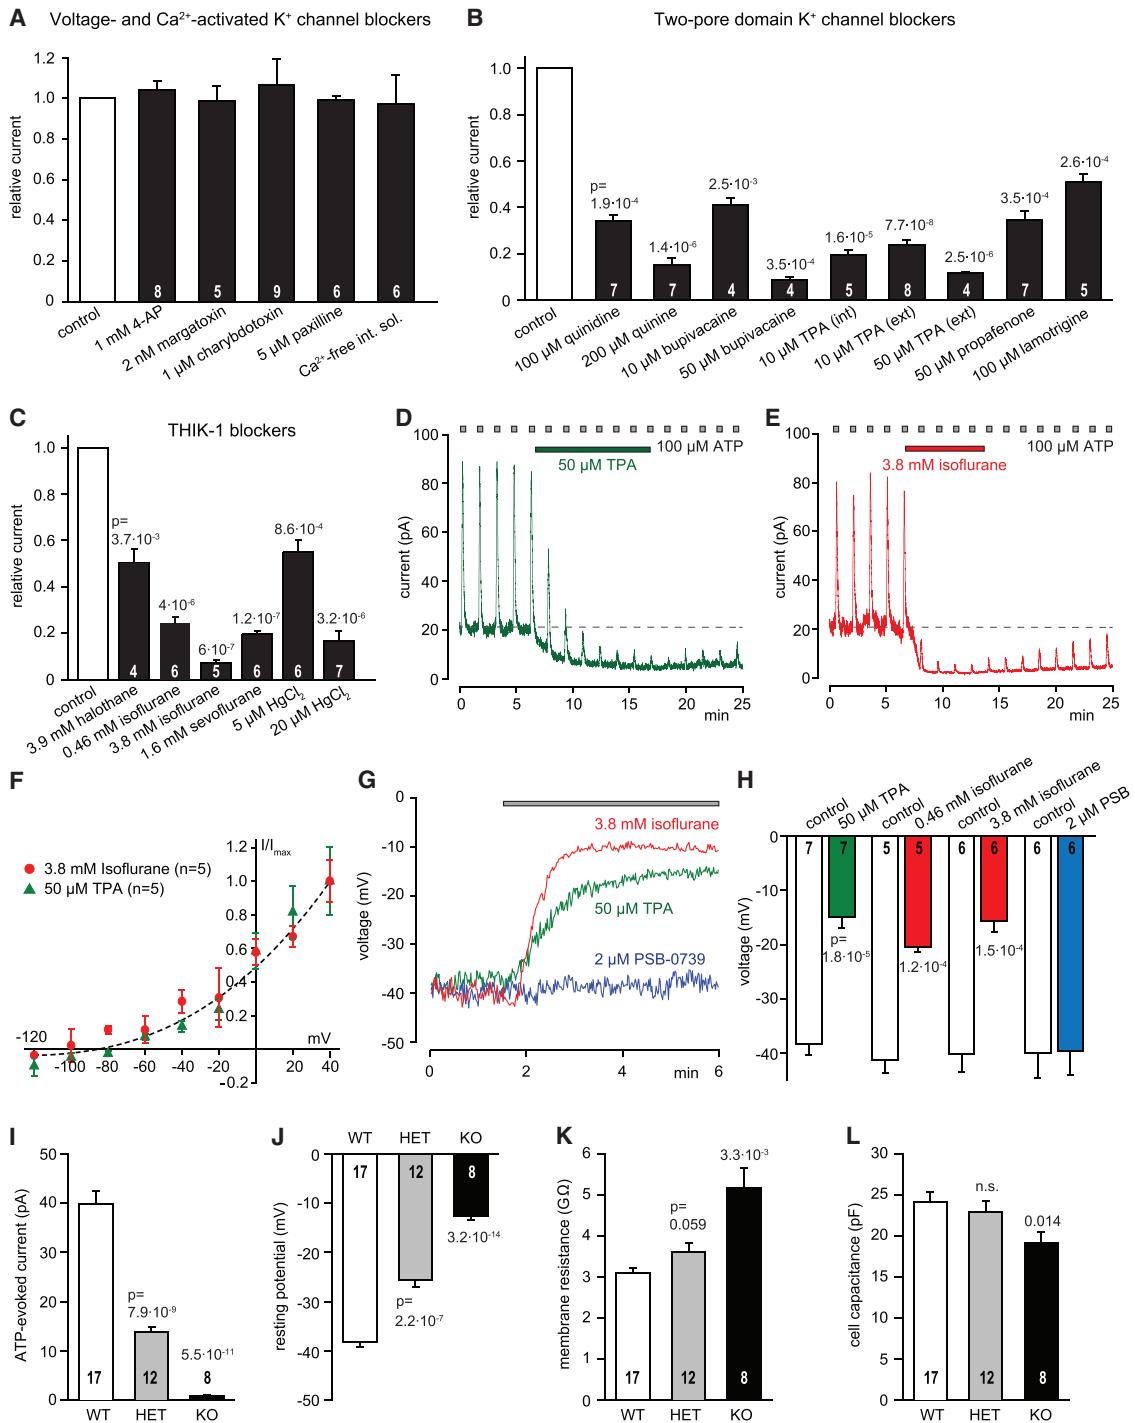 A Voltage- and Ca²⁺-activated K⁺ channel blockers
relative current
1.2
1.0
0.8
0.6
0.4
0.2
0
8
5
9
6
6
control
1 mM 4-AP
2 nM margatoxin
1 μM charybdotoxin
5 μM paxilline
Ca²⁺-free int. sol.
B Two-pore domain K⁺ channel blockers
relative current
1.0
0.8
0.6
0.4
0.2
0
p=
1.9·10⁻⁴
1.4·10⁻⁶
2.5·10⁻³
3.5·10⁻⁴
1.6·10⁻⁵
7.7·10⁻⁸
2.5·10⁻⁶
3.5·10⁻⁴
2.6·10⁻⁴
7
7
4
4
5
8
4
7
5
control
100 μM quinidine
200 μM quinine
10 μM bupivacaine
50 μM bupivacaine
10 μM TPA (int)
10 μM TPA (ext)
50 μM TPA (ext)
50 μM propafenone
100 μM lamotrigine
C THIK-1 blockers
relative current
1.0
0.8
0.6
0.4
0.2
0
p=
3.7·10⁻³
4·10⁻⁶
6·10⁻⁷
1.2·10⁻⁷
8.6·10⁻⁴
3.2·10⁻⁶
4
6
5
6
6
7
control
3.9 mM halothane
0.46 mM isoflurane
3.8 mM isoflurane
1.6 mM sevoflurane
5 μM HgCl₂
20 μM HgCl₂
D
100 μM ATP
50 μM TPA
current (pA)
100
80
60
40
20
0
0 5 10 15 20 25
min
E
100 μM ATP
3.8 mM isoflurane
current (pA)
100
80
60
40
20
0
0 5 10 15 20 25
min
F
3.8 mM Isoflurane (n=5)
50 μM TPA (n=5)
I/Imax
1.2
1.0
0.8
0.6
0.4
0.2
-0.2
-120
-100 -80 -60 -40 -20 20 40
mV
G
voltage (mV)
0
-10
-20
-30
-40
-50
3.8 mM isoflurane
50 μM TPA
2 μM PSB-0739
0 2 4 min 6
H
control
50 μM TPA
control
0.46 mM isoflurane
control
3.8 mM isoflurane
control
2 μM PSB
voltage (mV)
0
-10
-20
-30
-40
7 7 5 5 6 6 6 6
p=
1.8·10⁻⁵
1.2·10⁻⁴
1.5·10⁻⁴
I
ATP-evoked current (pA)
50
40
30
20
10
0
p=
7.9·10⁻⁹
5.5·10⁻¹¹
17 12 8
WT HET KO
J
WT HET KO
resting potential (mV)
0
-10
-20
-30
-40
-50
17 12 8
p=
2.2·10⁻⁷
3.2·10⁻¹⁴
K
membrane resistance (GΩ)
6
5
4
3
2
1
0
p=
0.059
3.3·10⁻³
17 12 8
WT HET KO
L
cell capacitance (pF)
30
25
20
15
10
5
0
n.s.
0.014
17 12 8
WT HET KO